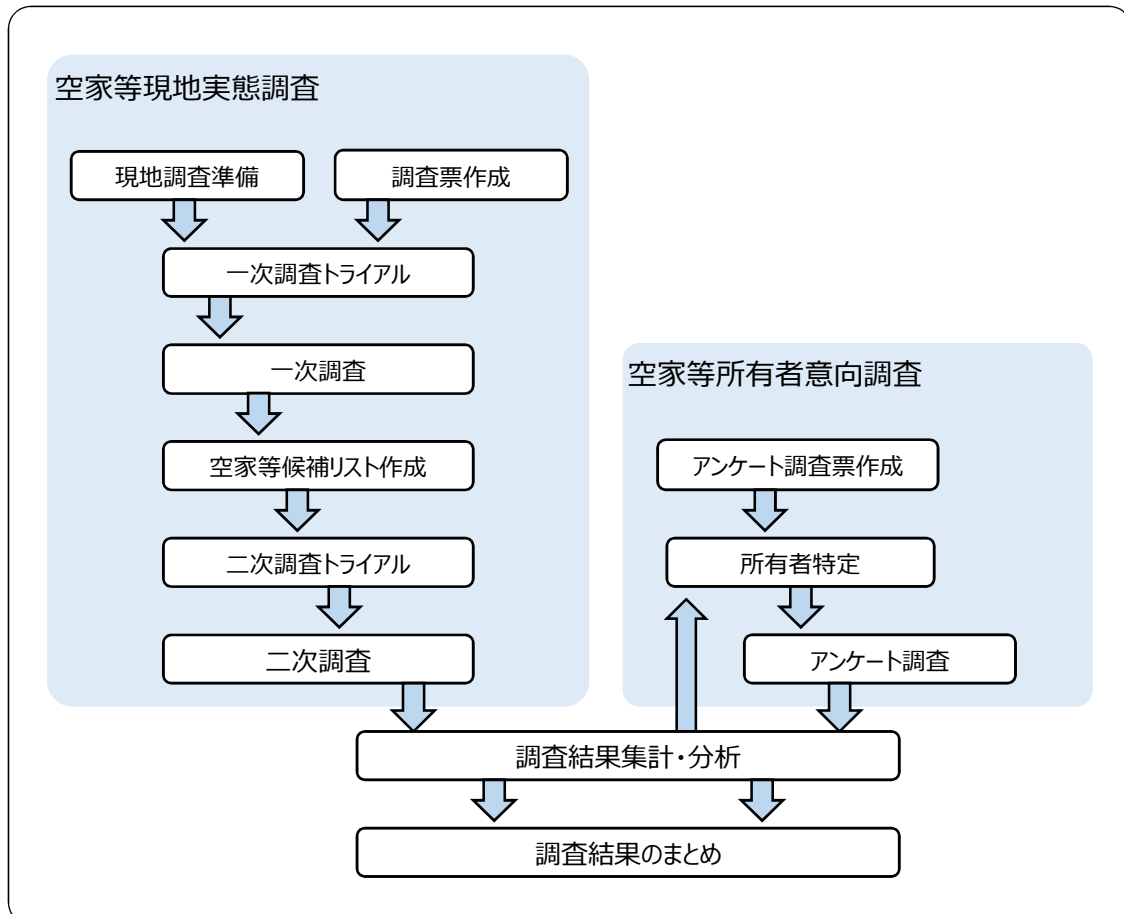 空家等現地実態調査
現地調査準備
調査票作成
一次調査トライアル
一次調査
空家等候補リスト作成
二次調査トライアル
二次調査
空家等所有者意向調査
アンケート調査票作成
所有者特定
アンケート調査
調査結果集計・分析
調査結果のまとめ